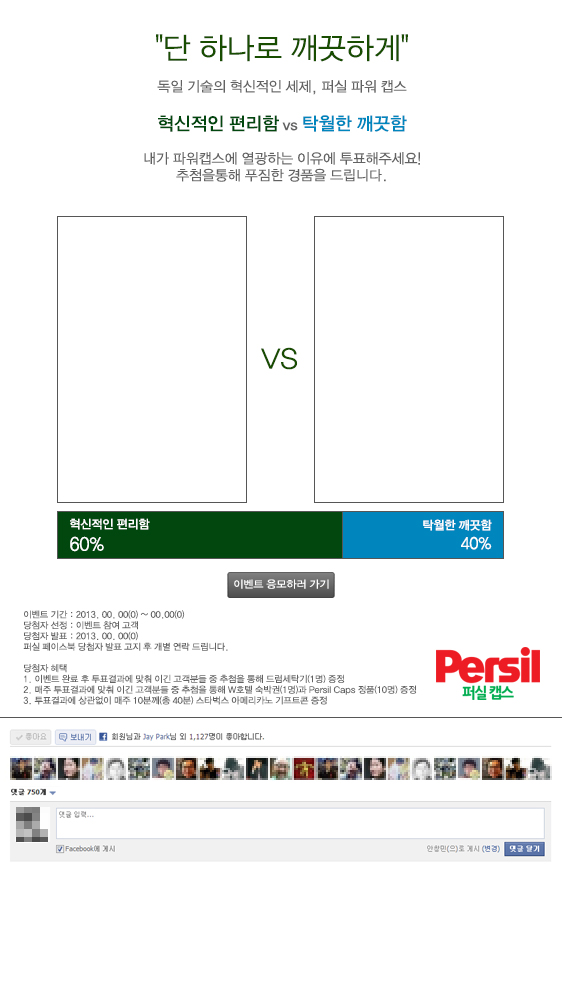 "단 하나로 깨끗하게"
독일 기술의 혁신적인 세제, 퍼실 파워 캡스
혁신적인 편리함 vs 탁월한 깨끗함
내가 파워캡스에 열광하는 이유에 투표해주세요!
추첨을통해 푸짐한 경품을 드립니다.
VS
혁신적인 편리함
60%
탁월한 깨끗함
40%
이벤트 응모하러 가기
이벤트 기간 : 2013. 00. 00(0) ~ 00.00(0)
당첨자 선정 : 이벤트 참여 고객
당첨자 발표 : 2013. 00. 00(0)
퍼실 페이스북 당첨자 발표 고지 후 개별 연락 드립니다.
당첨자 혜택
1. 이벤트 완료 후 투표결과에 맞춰 이긴 고객분들 중 추첨을 통해 드럼세탁기(1명) 증정
2. 매주 투표결과에 맞춰 이긴 고객분들 중 추첨을 통해 W호텔 숙박권(1명)과 Persil Caps 정품(10명) 증정
3. 투표결과에 상관없이 매주 10분께(총 40분) 스타벅스 아메리카노 기프트콘 증정
Persil
퍼실 캡스
좋아요
보내기
회원님과 Jay Park님 외 1,127명이 좋아합니다.
댓글 750개
댓글 입력...
Facebook에 게시
안창민(으)로 게시 (변경)
댓글 달기